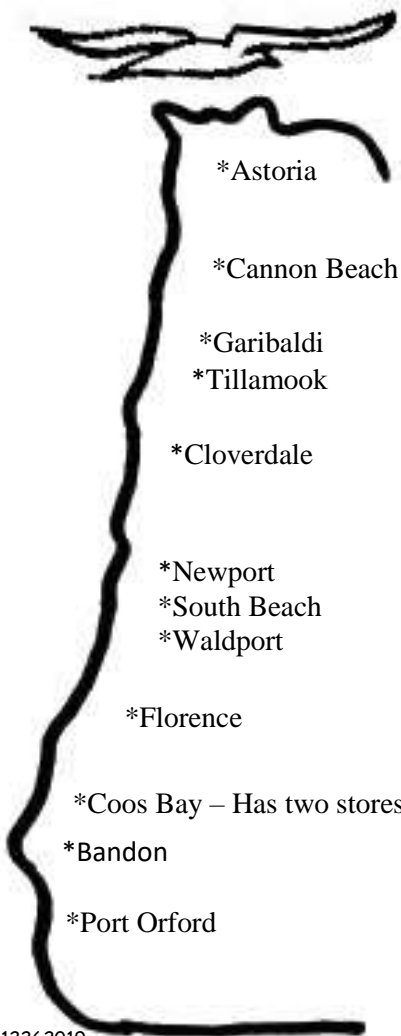 *Astoria
*Cannon Beach
*Garibaldi
*Tillamook
*Cloverdale
*Newport
*South Beach
*Waldport
*Florence
*Coos Bay – Has two stores
*Bandon
*Port Orford